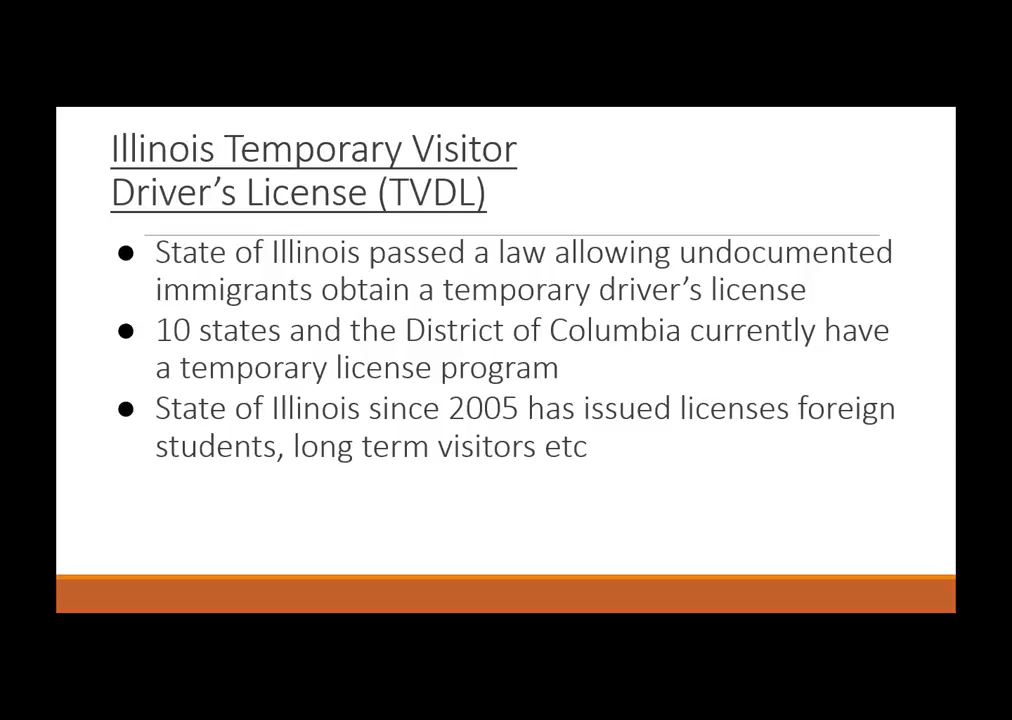 Illinois Temporary Visitor
Driver’s License (TVDL)
● State of Illinois passed a law allowing undocumented
immigrants obtain a temporary driver’s license
● 10 states and the District of Columbia currently have
a temporary license program
● State of Illinois since 2005 has issued licenses foreign
students, long term visitors etc